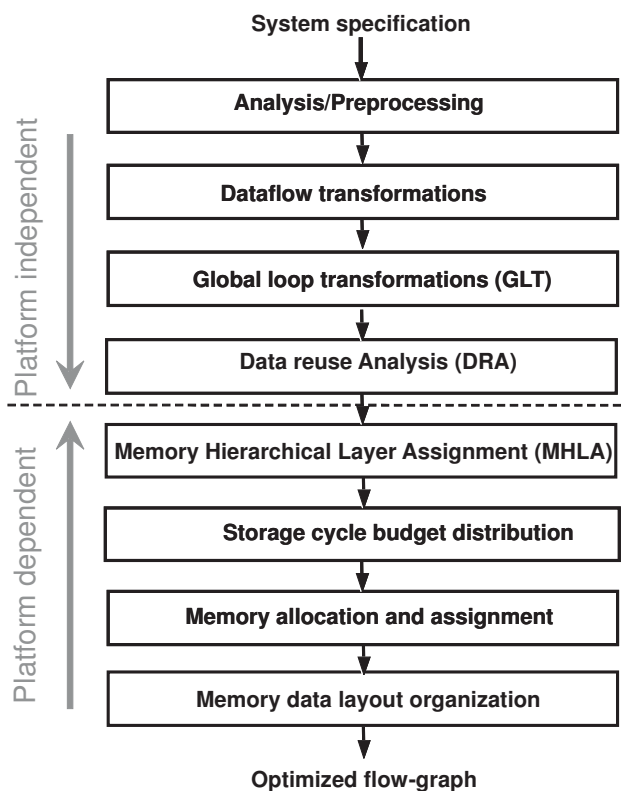 System specification
Analysis/Preprocessing
Dataflow transformations
Global loop transformations (GLT)
Data reuse Analysis (DRA)
Platform independent
Memory Hierarchical Layer Assignment (MHLA)
Storage cycle budget distribution
Memory allocation and assignment
Memory data layout organization
Platform dependent
Optimized flow-graph